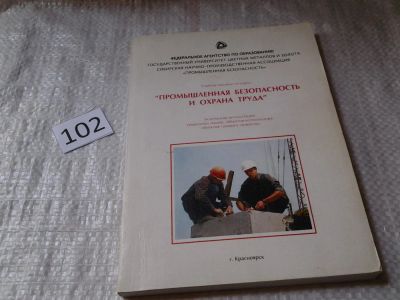 ФЕДЕРАЛЬНОЕ АГЕНТСТВО ПО ОБРАЗОВАНИЮ
ГОСУДАРСТВЕННЫЙ УНИВЕРСИТЕТ ЦВЕТНЫХ МЕТАЛЛОВ И ЗОЛОТА
СИБИРСКАЯ НАУЧНО-ПРОИЗВОДСТВЕННАЯ АССОЦИАЦИЯ
«ПРОМЫШЛЕННАЯ БЕЗОПАСНОСТЬ»
"ПРОМЫШЛЕННАЯ БЕЗОПАСНОСТЬ
И ОХРАНА ТРУДА"
102
г. Красноярск